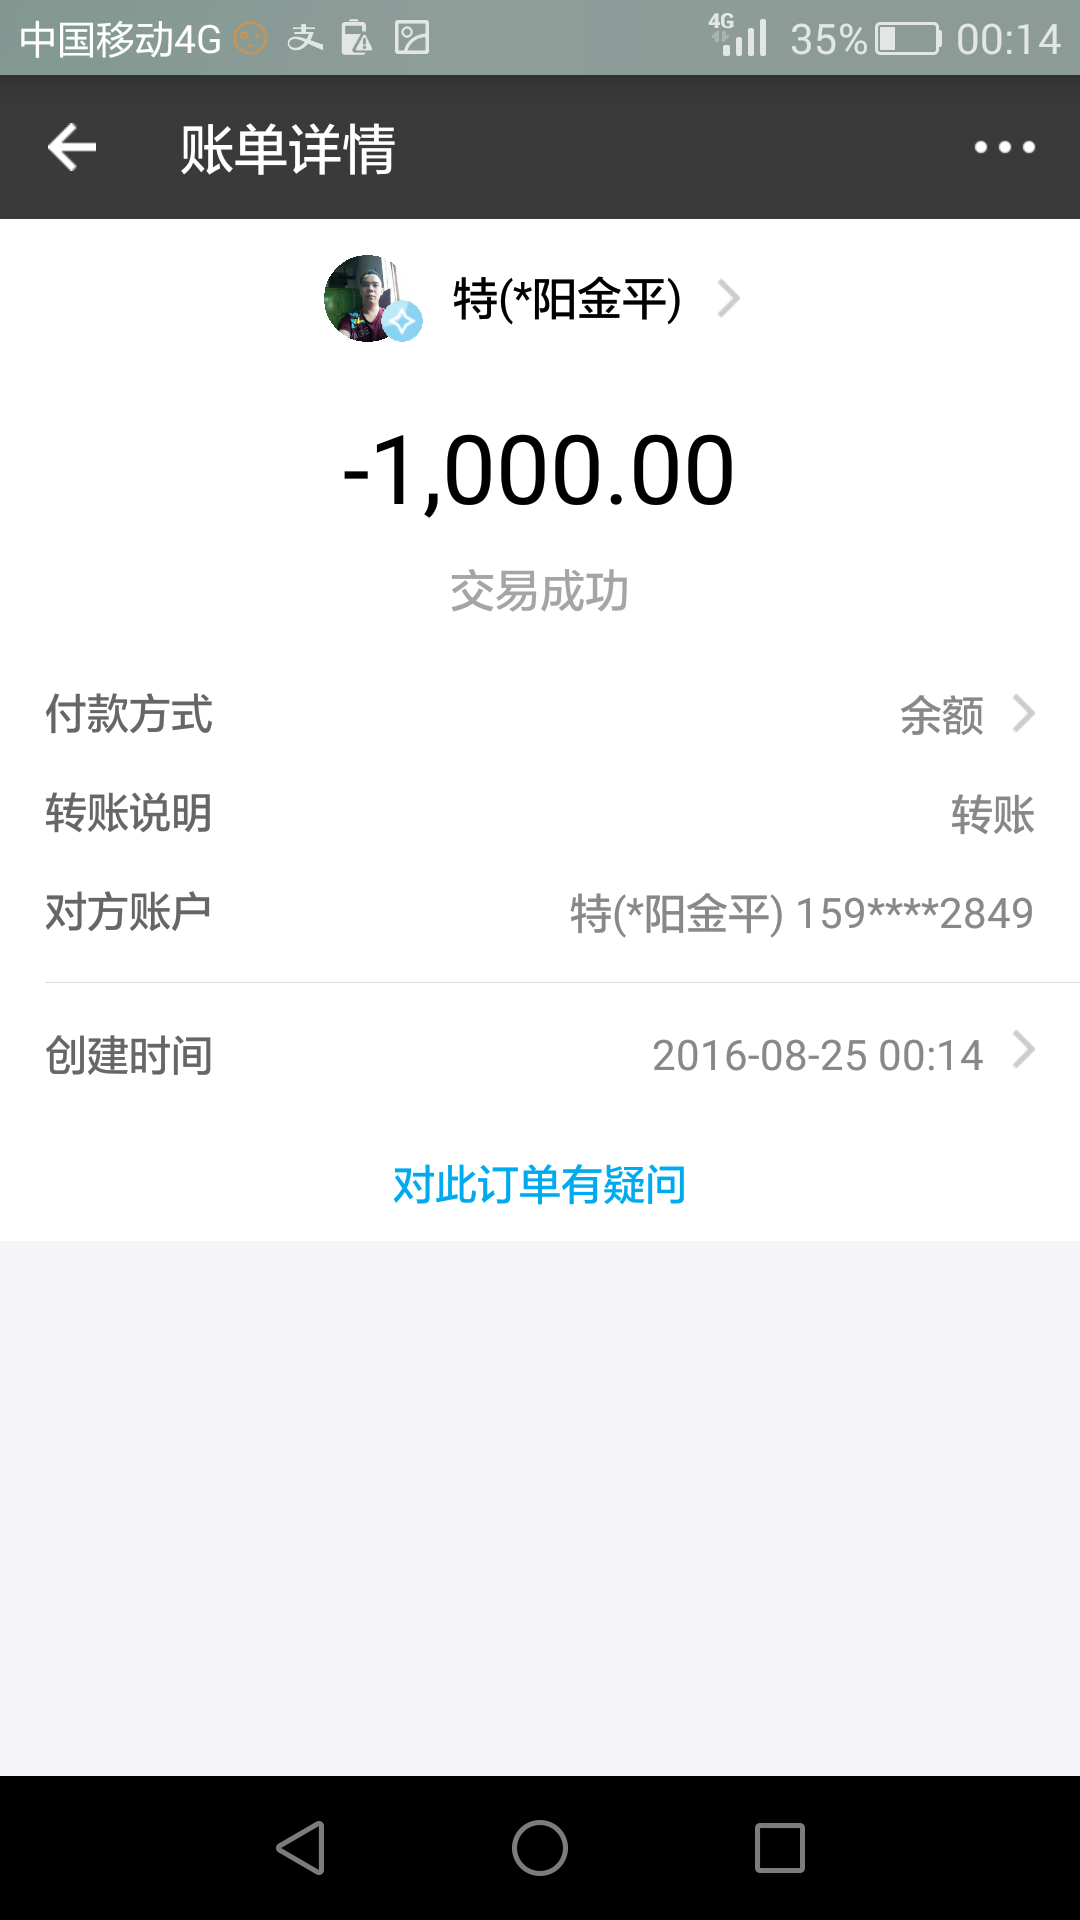 中国移动4G 支 4G 35% 00:14
账单详情
特(*阳金平)
-1,000.00
交易成功
付款方式 余额
转账说明 转账
对方账户 特(*阳金平) 159****2849
创建时间 2016-08-25 00:14
对此订单有疑问